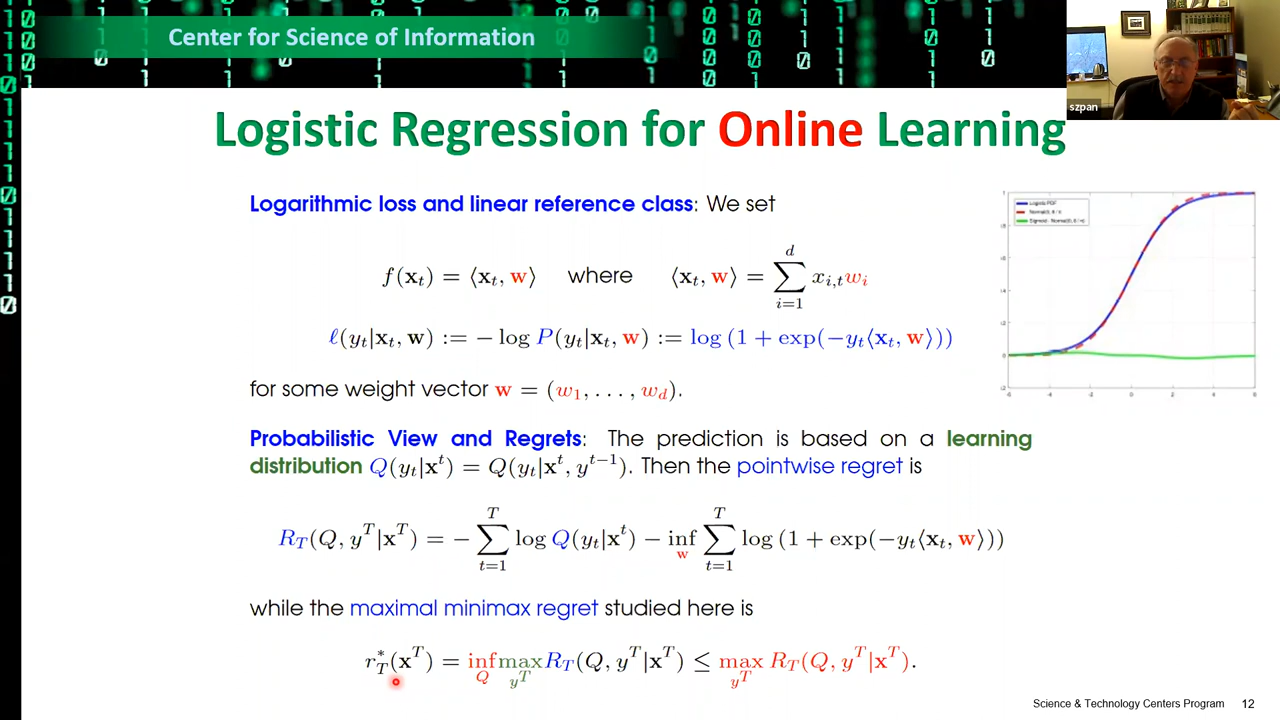 Center for Science of Information
szpan
Logistic Regression for Online Learning
Logarithmic loss and linear reference class: We set
f(x_t) = ⟨x_t, w⟩ where ⟨x_t, w⟩ = ∑_{i=1}^{d} x_{i,t}w_i
ℓ(y_t|x_t, w) := − log P(y_t|x_t, w) := log (1 + exp(−y_t⟨x_t, w⟩))
for some weight vector w = (w_1, . . . , w_d).
Probabilistic View and Regrets: The prediction is based on a learning
distribution Q(y_t|x^t) = Q(y_t|x^t, y^{t−1}). Then the pointwise regret is
R_T(Q, y^T|x^T) = − ∑_{t=1}^{T} log Q(y_t|x^t) − inf_w ∑_{t=1}^{T} log (1 + exp(−y_t⟨x_t, w⟩))
while the maximal minimax regret studied here is
r*_T(x^T) = inf_Q max_{y^T} R_T(Q, y^T|x^T) ≤ max_{y^T} R_T(Q, y^T|x^T).
Science & Technology Centers Program 12